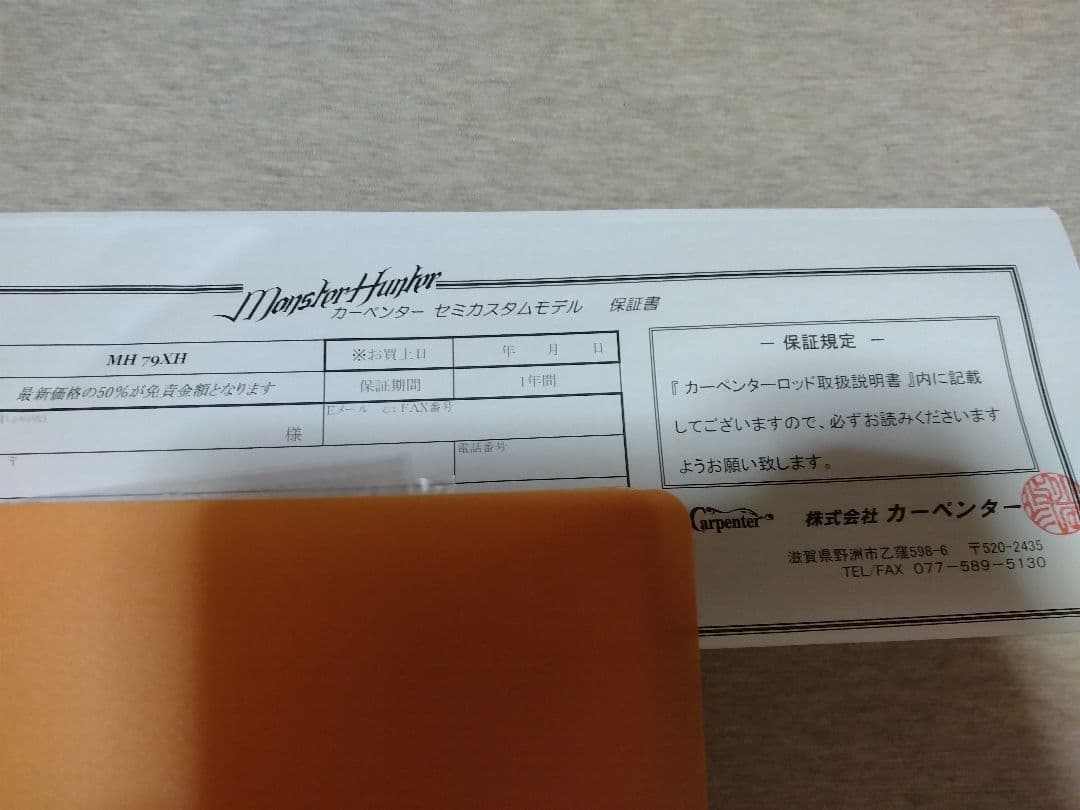 Monster Hunter
カーペンター セミカスタムモデル 保証書
MH 79XH
※お買上日 年 月 日
最新価格の50%が免責金額となります
保証期間 1年間
Eメール FAX番号
様
〒
電話番号
― 保証規定 ―
『 カーペンターロッド取扱説明書 』内に記載
してございますので、必ずお読みくださいます
ようお願い致します。
Carpenter 株式会社 カーペンター
滋賀県野洲市乙窪598-6 〒520-2435
TEL/FAX 077-589-5130